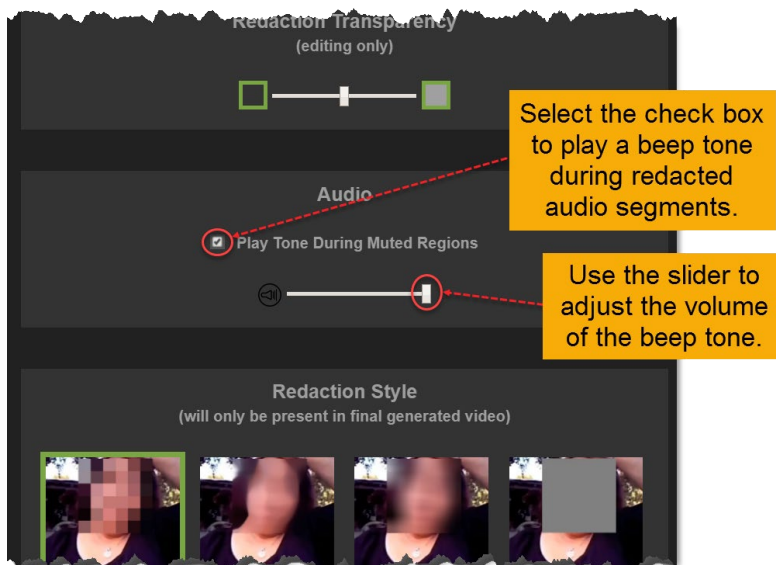 Redaction Transparency
(editing only)
Select the check box
to play a beep tone
during redacted
audio segments.
Audio
Play Tone During Muted Regions
Use the slider to
adjust the volume
of the beep tone.
Redaction Style
(will only be present in final generated video)